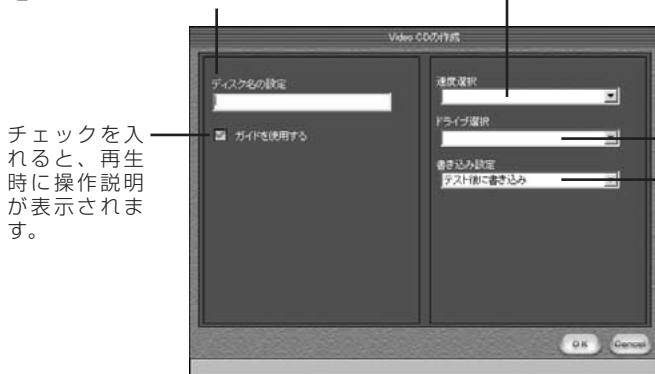 Video CDの作成
ディスク名の設定
ガイドを使用する
チェックを入
れると、再生
時に操作説明
が表示されま
す。
速度選択
ドライブ選択
書き込み設定
テスト後に書き込み
OK
Cancel